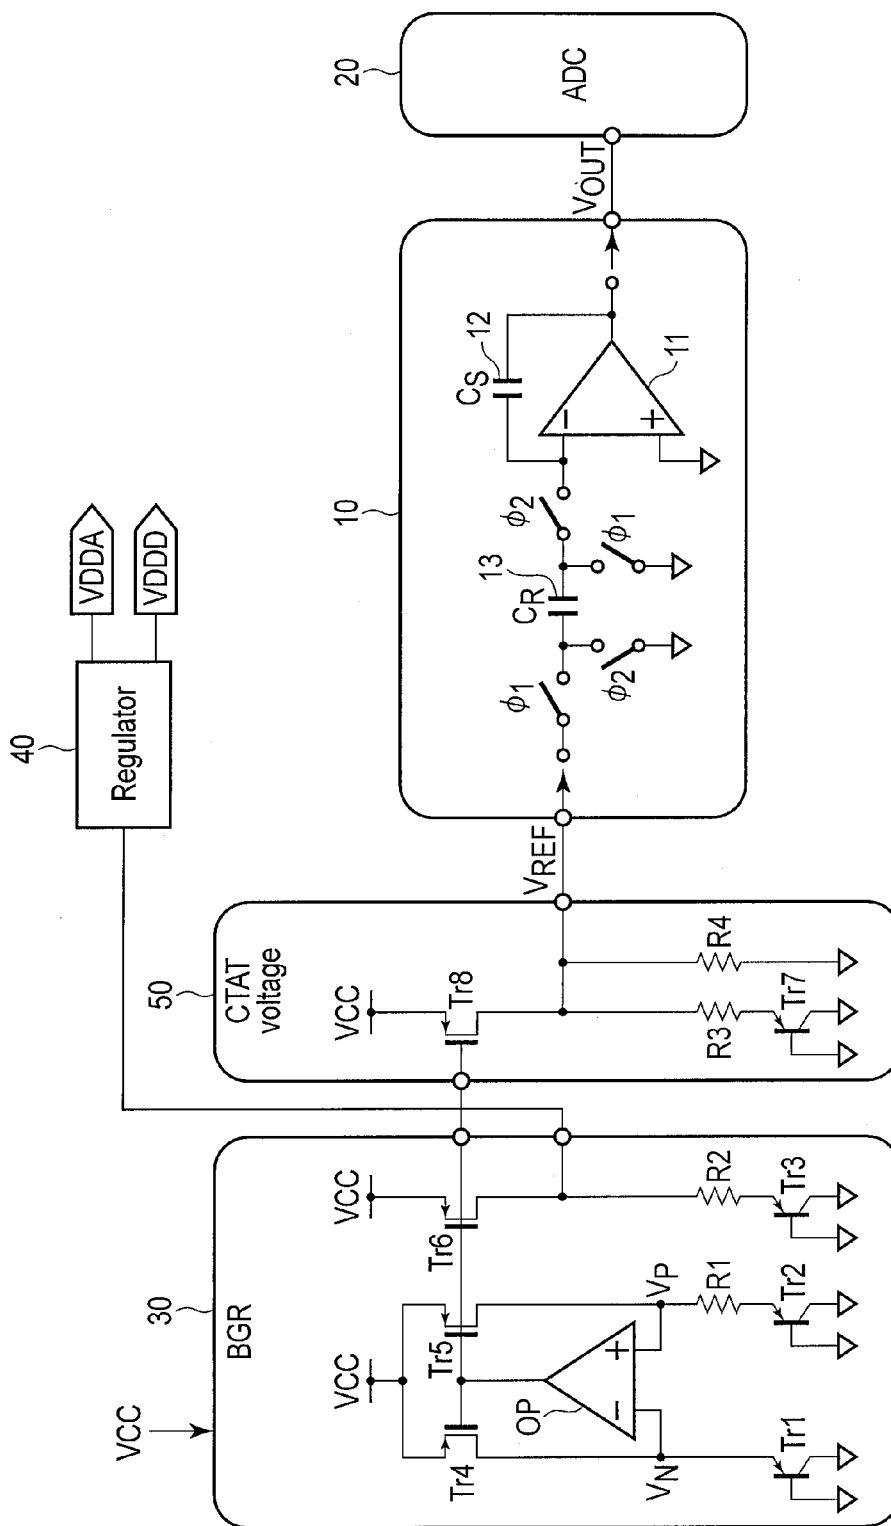 VCC
30
BGR
VCC
VCC
Tr4
Tr5
Tr6
OP
−
+
VN
VP
R1
R2
Tr1
Tr2
Tr3
50
CTAT
voltage
VCC
Tr8
R3
R4
Tr7
40
Regulator
VDDA
VDDD
VREF
10
ϕ1
ϕ2
CR
13
ϕ2
ϕ1
CS
12
−
+
11
VOUT
20
ADC